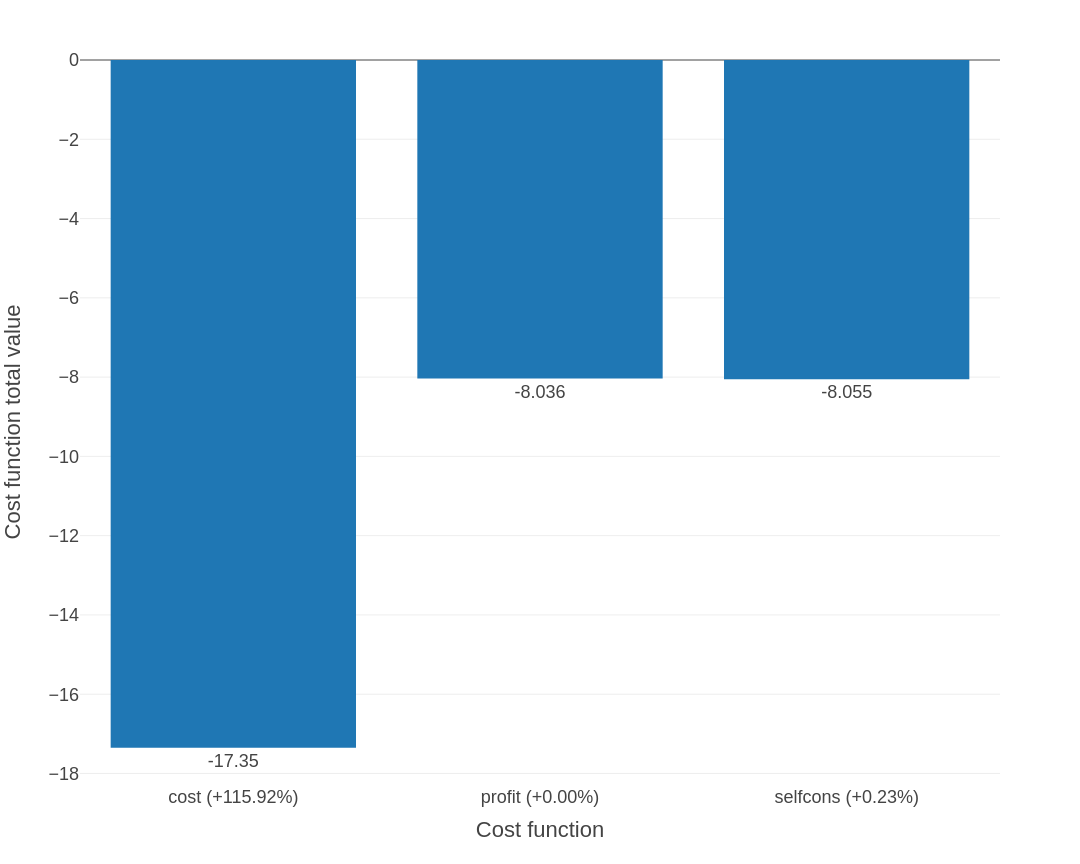 0
−2
−4
−6
−8
−10
−12
−14
−16
−18
Cost function total value
-17.35
-8.036
-8.055
cost (+115.92%)
profit (+0.00%)
selfcons (+0.23%)
Cost function